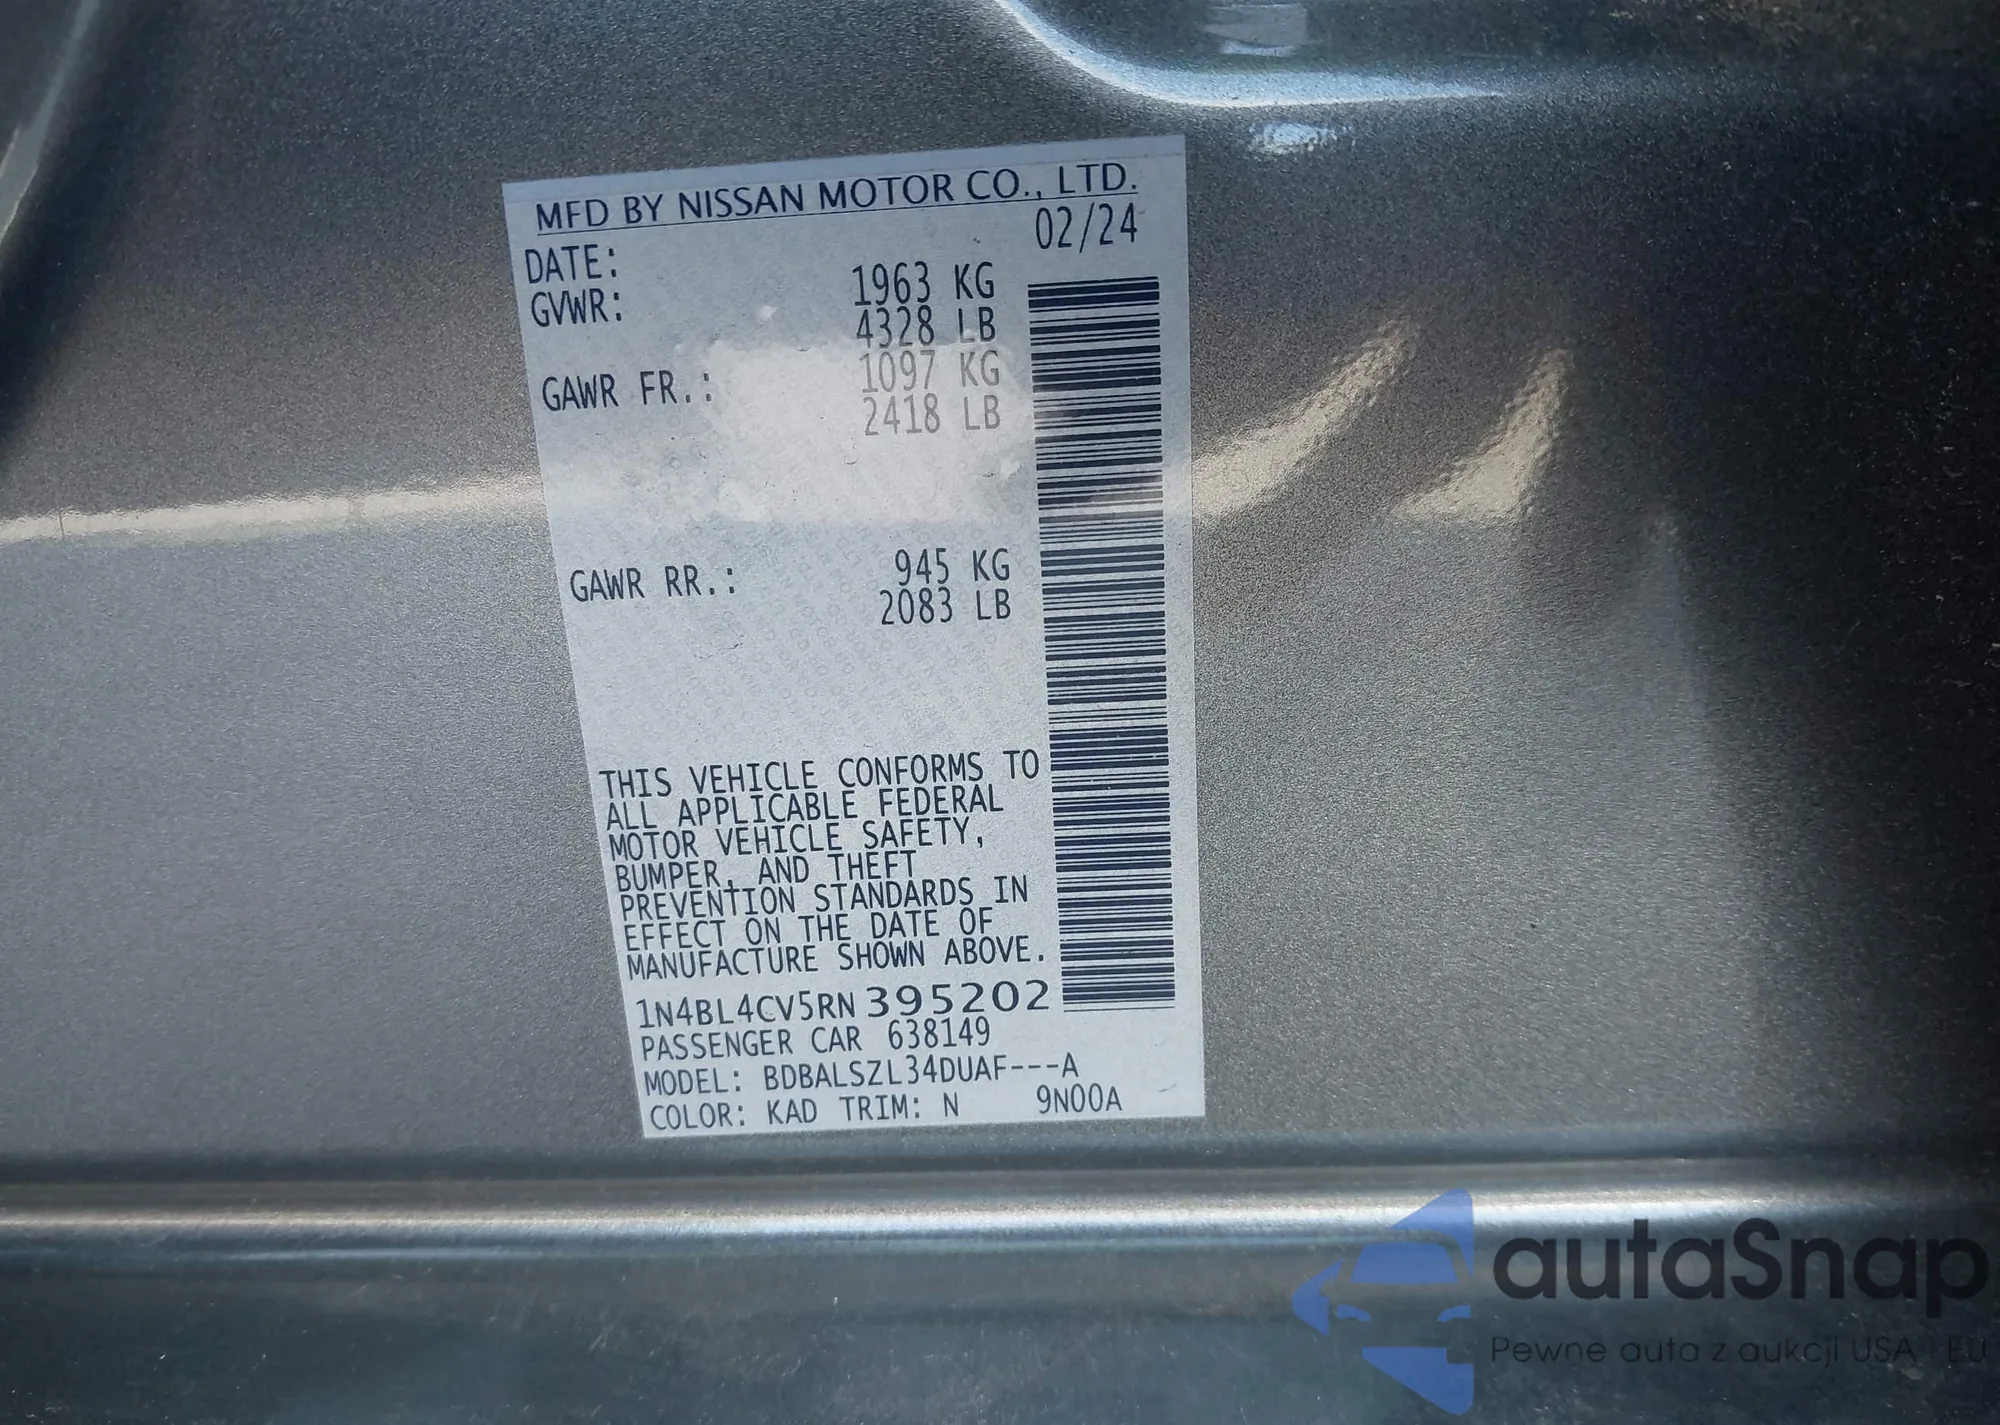 MFD BY NISSAN MOTOR CO., LTD.
DATE: 02/24
GVWR: 1963 KG
4328 LB
GAWR FR.: 1097 KG
2418 LB
GAWR RR.: 945 KG
2083 LB
THIS VEHICLE CONFORMS TO
ALL APPLICABLE FEDERAL
MOTOR VEHICLE SAFETY,
BUMPER, AND THEFT
PREVENTION STANDARDS IN
EFFECT ON THE DATE OF
MANUFACTURE SHOWN ABOVE.
1N4BL4CV5RN395202
PASSENGER CAR 638149
MODEL: BDBALSZL34DUAF---A
COLOR: KAD TRIM: N 9N00A
autaSnap
Pewne auta z aukcji USA i EU